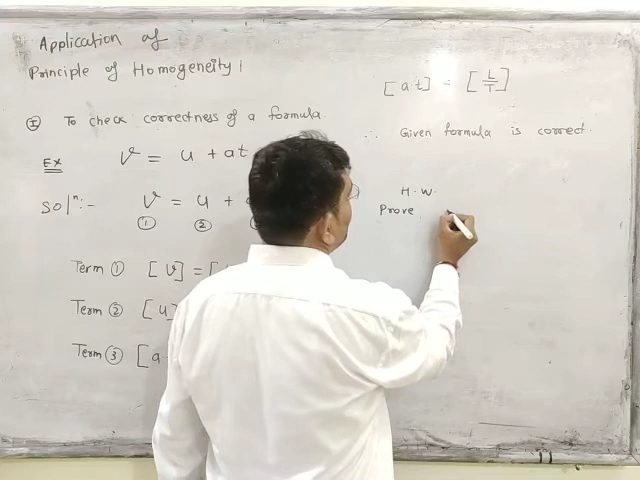 Application of
Principle of Homogeneity !
I To check correctness of a formula.
Ex v = u + at
Solⁿ:- v = u +
1 2
Term 1 [v] = [
Term 2 [u]
Term 3 [a
[a.t] = [L/T]
∴ Given formula is correct.
H.W.
Prove